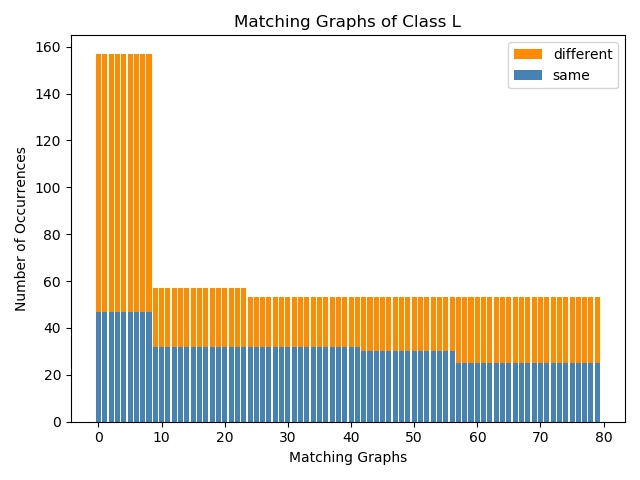 Matching Graphs of Class L
different
same
Number of Occurrences
160
140
120
100
80
60
40
20
0
0 10 20 30 40 50 60 70 80
Matching Graphs